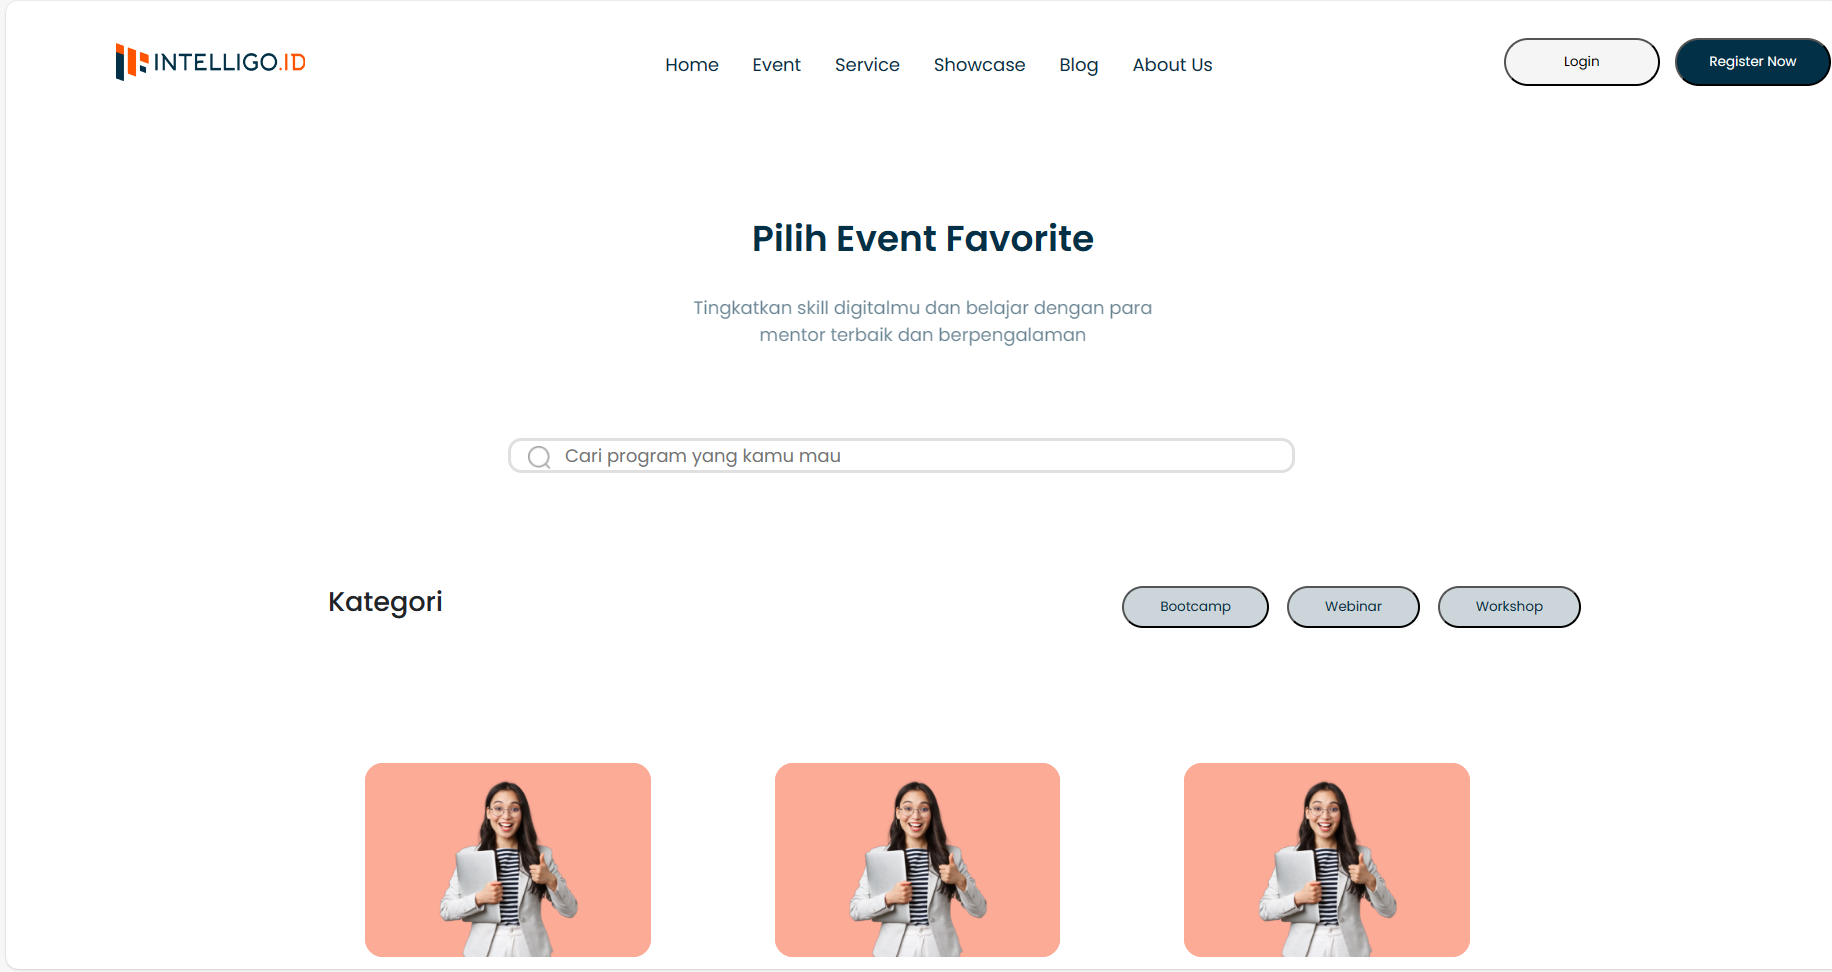 INTELLIGO.ID
Home Event Service Showcase Blog About Us
Login
Register Now
Pilih Event Favorite
Tingkatkan skill digitalmu dan belajar dengan para
mentor terbaik dan berpengalaman
Cari program yang kamu mau
Kategori
Bootcamp
Webinar
Workshop